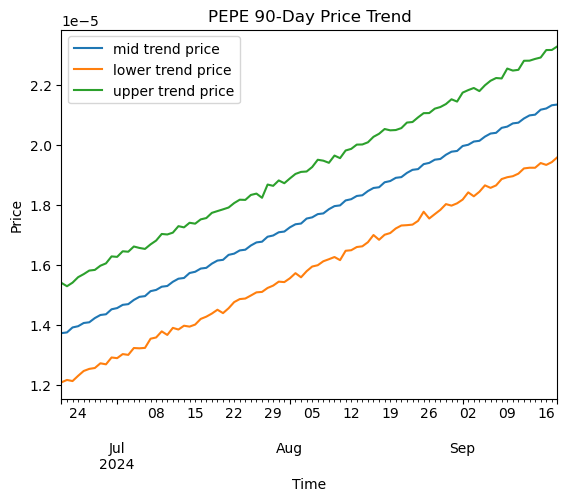 PEPE 90-Day Price Trend
1e−5
mid trend price
lower trend price
upper trend price
2.2
2.0
1.8
1.6
1.4
1.2
Price
24 08 15 22 29 05 12 19 26 02 09 16
Jul Aug Sep
2024
Time